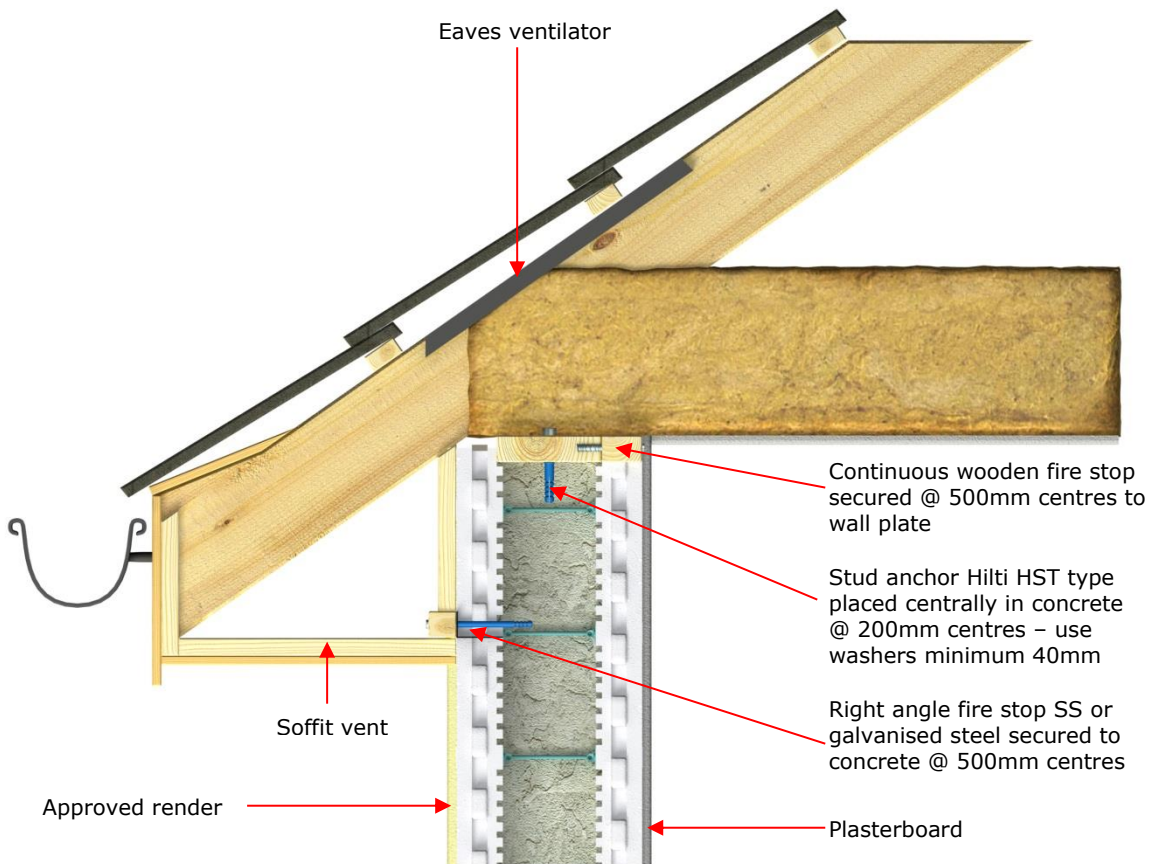 Eaves ventilator
Continuous wooden fire stop
secured @ 500mm centres to
wall plate
Stud anchor Hilti HST type
placed centrally in concrete
@ 200mm centres – use
washers minimum 40mm
Right angle fire stop SS or
galvanised steel secured to
concrete @ 500mm centres
Soffit vent
Approved render
Plasterboard